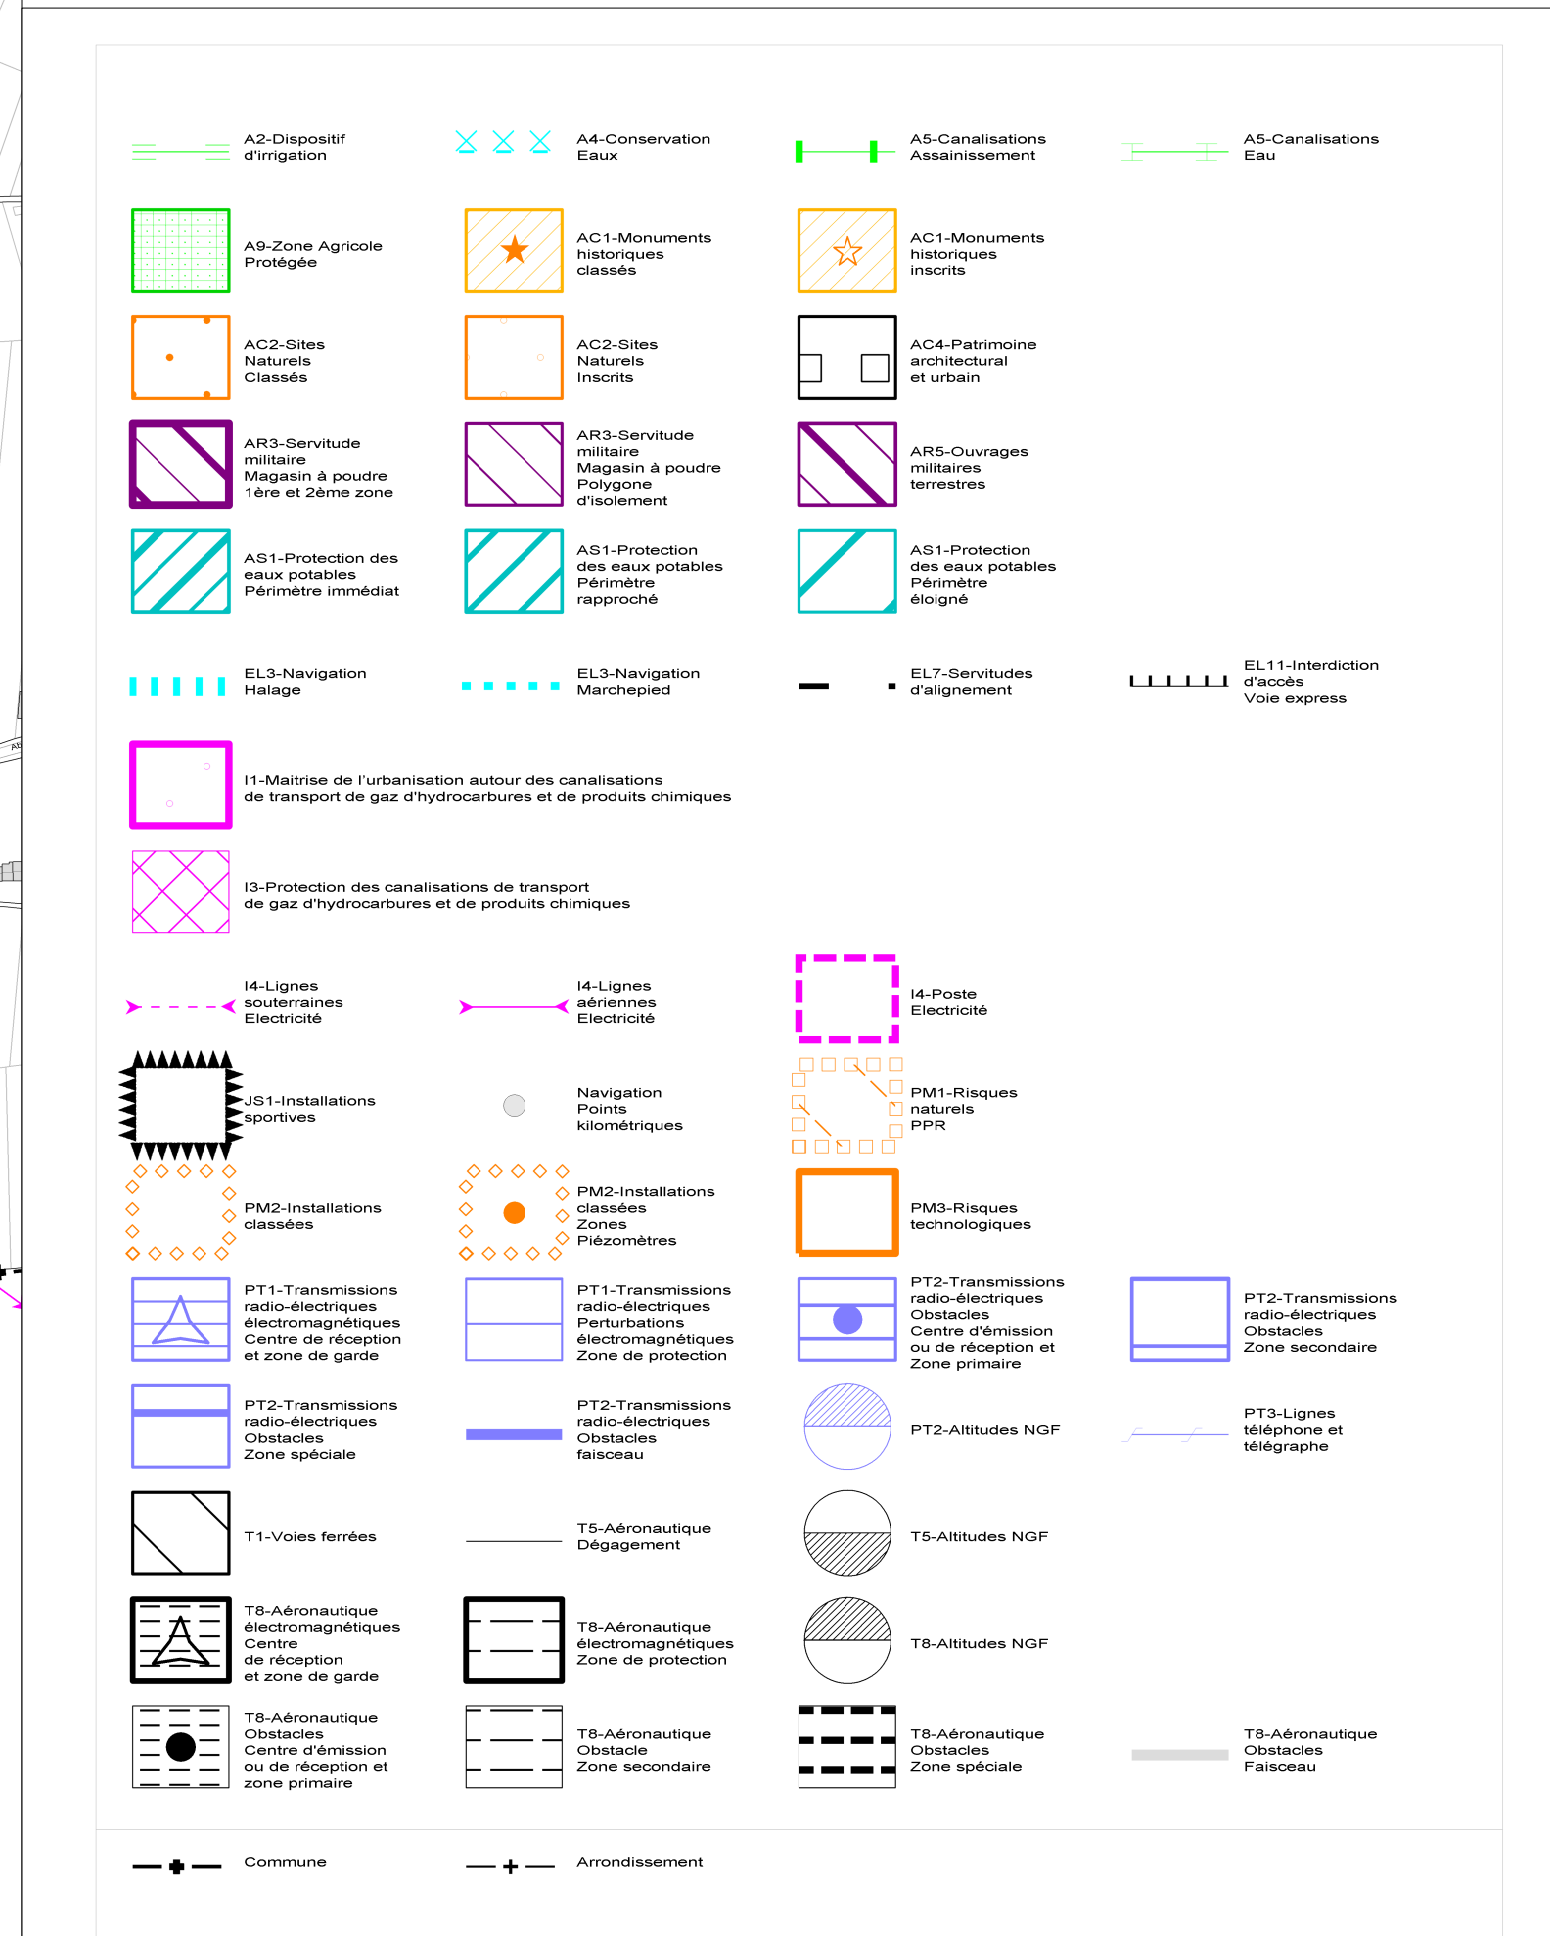 A2-Dispositif
d'irrigation
A4-Conservation
Eaux
A5-Canalisations
Assainissement
A5-Canalisations
Eau
A9-Zone Agricole
Protégée
AC1-Monuments
historiques
classés
AC1-Monuments
historiques
inscrits
AC2-Sites
Naturels
Classés
AC2-Sites
Naturels
Inscrits
AC4-Patrimoine
architectural
et urbain
AR3-Servitude
militaire
Magasin à poudre
1ère et 2ème zone
AR3-Servitude
militaire
Magasin à poudre
Polygone
d'isolement
AR5-Ouvrages
militaires
terrestres
AS1-Protection des
eaux potables
Périmètre immédiat
AS1-Protection
des eaux potables
Périmètre
rapproché
AS1-Protection
des eaux potables
Périmètre
éloigné
EL3-Navigation
Halage
EL3-Navigation
Marchepied
EL7-Servitudes
d'alignement
EL11-Interdiction
d'accès
Voie express
I1-Maitrise de l'urbanisation autour des canalisations
de transport de gaz d'hydrocarbures et de produits chimiques
I3-Protection des canalisations de transport
de gaz d'hydrocarbures et de produits chimiques
I4-Lignes
souterraines
Electricité
I4-Lignes
aériennes
Electricité
I4-Poste
Electricité
JS1-Installations
sportives
Navigation
Points
kilométriques
PM1-Risques
naturels
PPR
PM2-Installations
classées
PM2-Installations
classées
Zones
Piézomètres
PM3-Risques
technologiques
PT1-Transmissions
radio-électriques
électromagnétiques
Centre de réception
et zone de garde
PT1-Transmissions
radio-électriques
Perturbations
électromagnétiques
Zone de protection
PT2-Transmissions
radio-électriques
Obstacles
Centre d'émission
ou de réception et
Zone primaire
PT2-Transmissions
radio-électriques
Obstacles
Zone secondaire
PT2-Transmissions
radio-électriques
Obstacles
Zone spéciale
PT2-Transmissions
radio-électriques
Obstacles
faisceau
PT2-Altitudes NGF
PT3-Lignes
téléphone et
télégraphe
T1-Voies ferrées
T5-Aéronautique
Dégagement
T5-Altitudes NGF
T8-Aéronautique
électromagnétiques
Centre
de réception
et zone de garde
T8-Aéronautique
électromagnétiques
Zone de protection
T8-Altitudes NGF
T8-Aéronautique
Obstacles
Centre d'émission
ou de réception et
zone primaire
T8-Aéronautique
Obstacle
Zone secondaire
T8-Aéronautique
Obstacles
Zone spéciale
T8-Aéronautique
Obstacles
Faisceau
Commune
Arrondissement